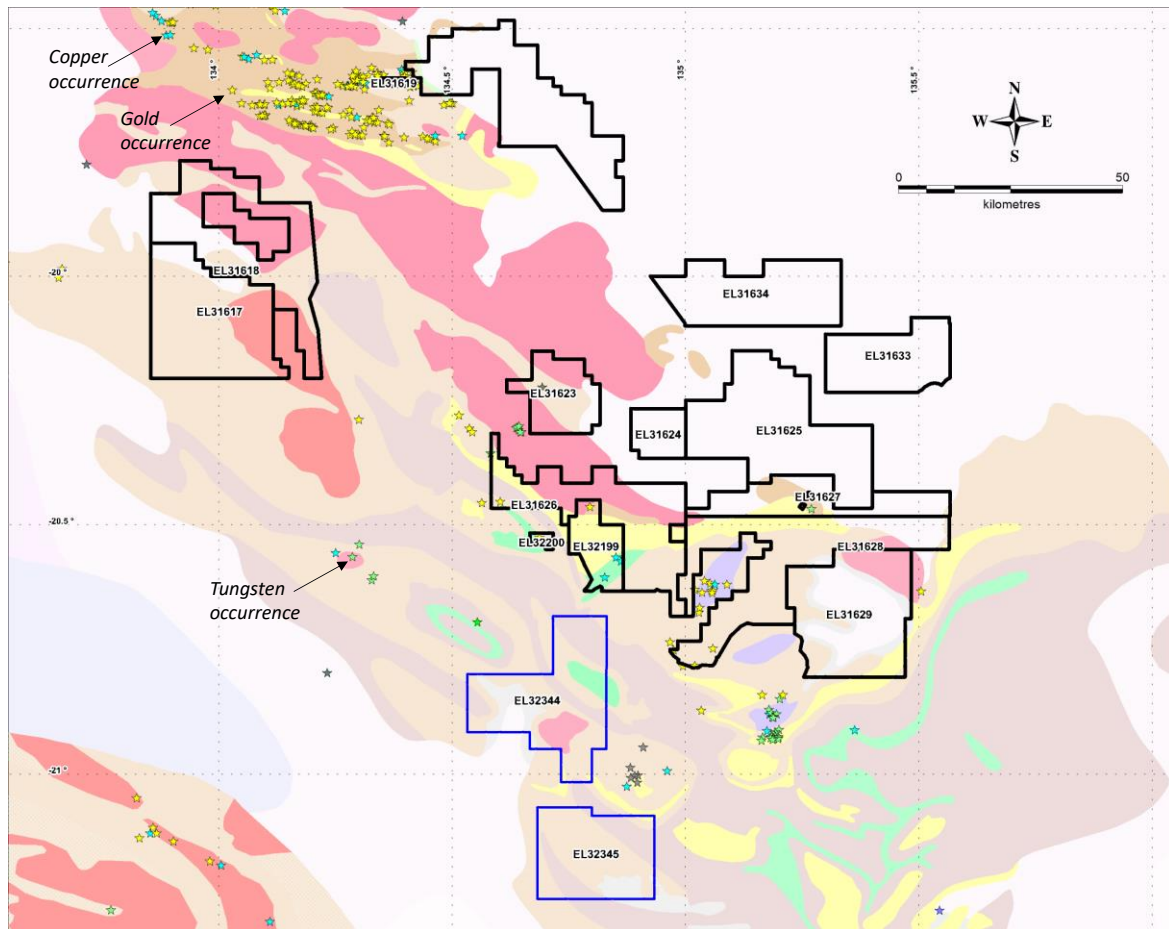 Copper
occurrence
134 °
Gold
occurrence
EL31619
134.5 °
135 °
135.5 °
N
W E
S
0 50
kilometres
-20 °
EL31618
EL31617
EL31634
EL31633
EL31623
EL31624
EL31625
EL31626
EL31627
-20.5 °
EL32200
EL32199
EL31628
Tungsten
occurrence
EL31629
EL32344
-21 °
EL32345